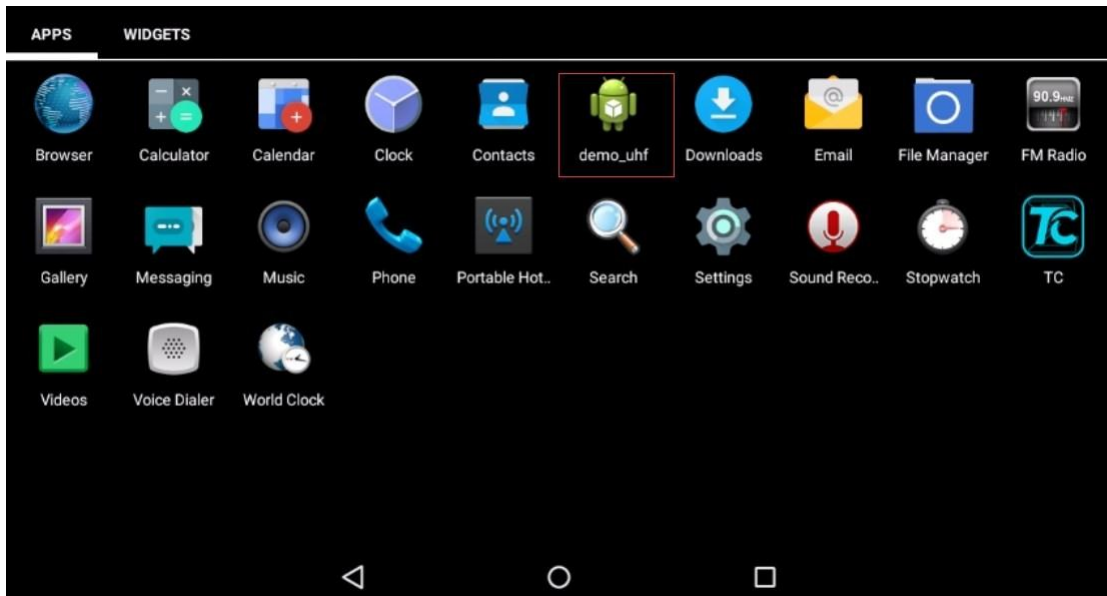 APPS WIDGETS
90.9MHZ
Browser Calculator Calendar Clock Contacts demo_uhf Downloads Email File Manager FM Radio
TC
Gallery Messaging Music Phone Portable Hot.. Search Settings Sound Reco.. Stopwatch TC
Videos Voice Dialer World Clock